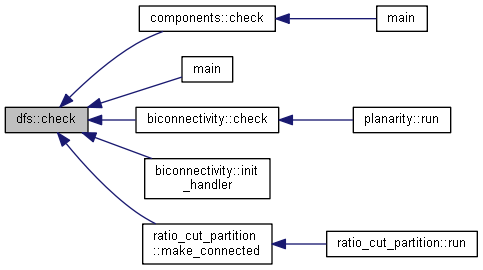 components::check
main
main
dfs::check
biconnectivity::check
planarity::run
biconnectivity::init
_handler
ratio_cut_partition
::make_connected
ratio_cut_partition::run